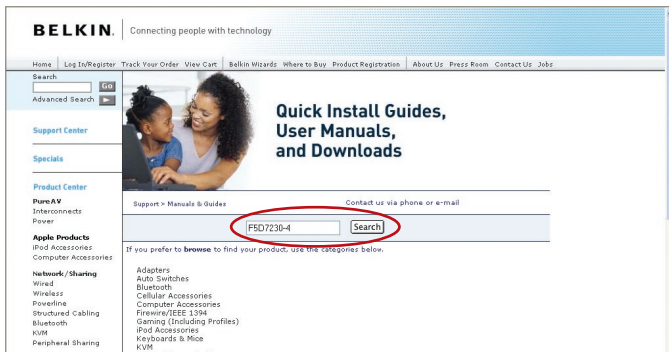 BELKIN. Connecting people with technology
Home Log In/Register Track Your Order View Cart Belkin Wizards Where to Buy Product Registration About Us Press Room Contact Us Jobs
Search
Go
Advanced Search
Support Center
Specials
Product Center
PureAV
Interconnects
Power
Apple Products
iPod Accessories
Computer Accessories
Network/Sharing
Wired
Wireless
Powerline
Structured Cabling
Bluetooth
KVM
Peripheral Sharing
Quick Install Guides,
User Manuals,
and Downloads
Support > Manuals & Guides
Contact us via phone or e-mail
F5D7230-4 Search
If you prefer to browse to find your product, use the categories below.
Adapters
Auto Switches
Bluetooth
Cellular Accessories
Computer Accessories
Firewire/IEEE 1394
Gaming (Including Profiles)
iPod Accessories
Keyboards & Mice
KVM